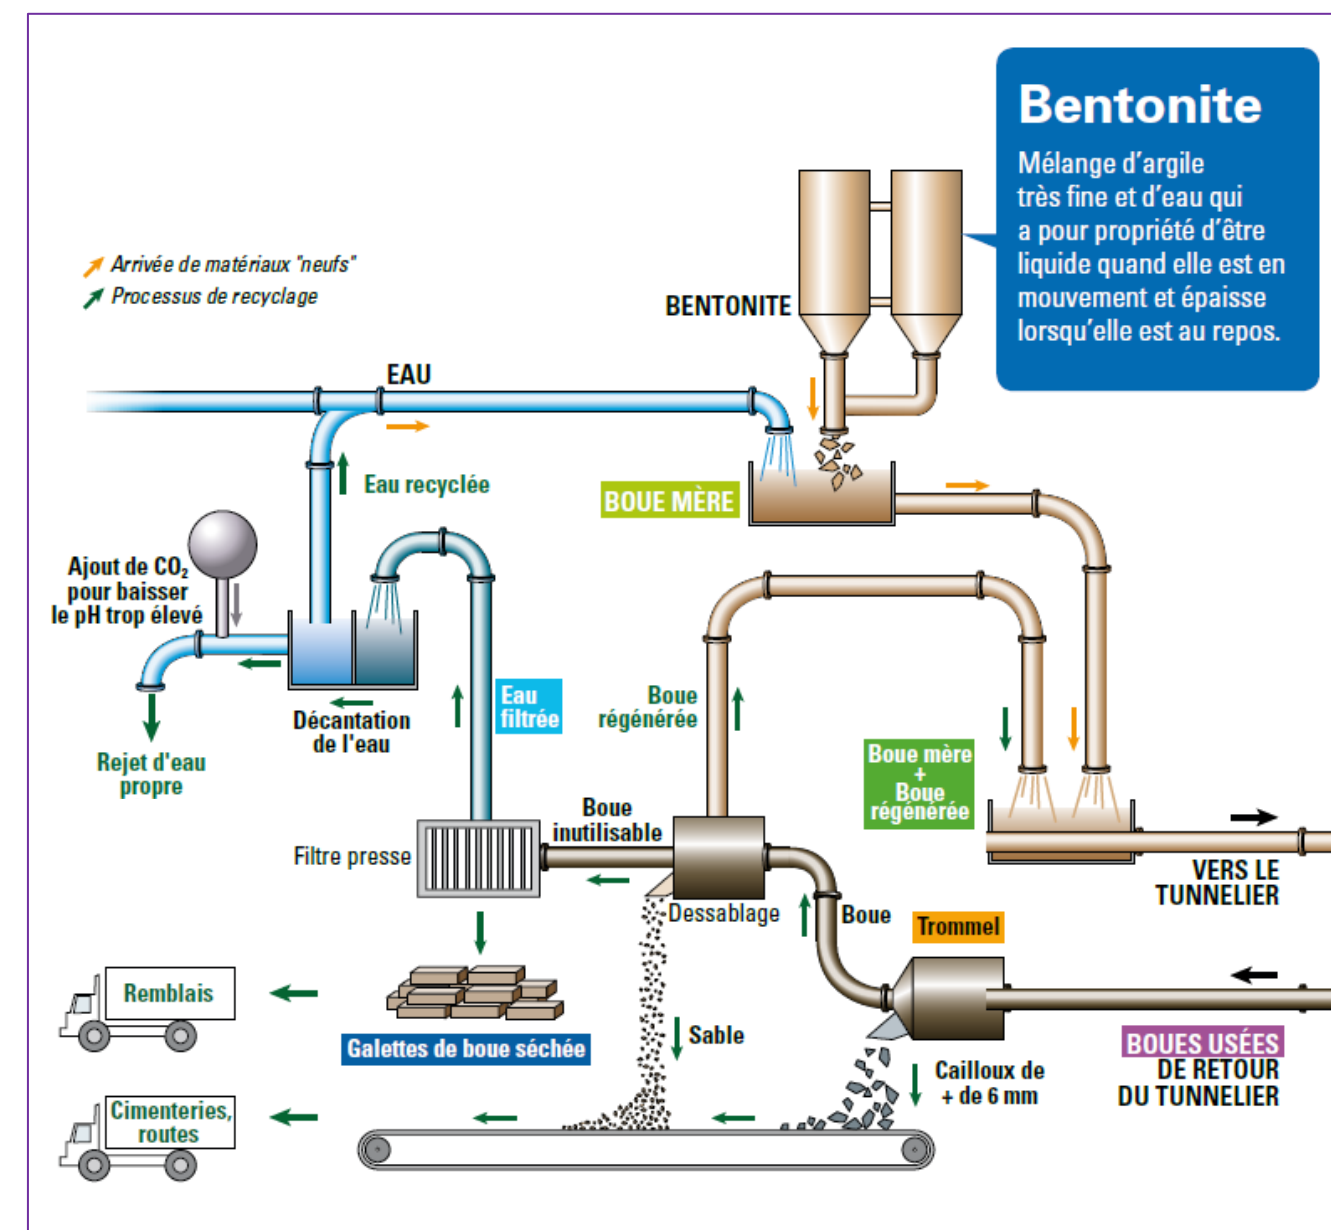 Bentonite
Mélange d'argile
très fine et d'eau qui
a pour propriété d'être
liquide quand elle est en
mouvement et épaisse
lorsqu'elle est au repos.
Arrivée de matériaux "neufs"
Processus de recyclage
BENTONITE
EAU
Eau recyclée
BOUE MÈRE
Ajout de CO₂
pour baisser
le pH trop élevé
Eau
filtrée
Boue
régénérée
Décantation
de l'eau
Rejet d'eau
propre
Boue mère
+
Boue
régénérée
Boue
inutilisable
Filtre presse
VERS LE
TUNNELIER
Dessablage
Boue
Trommel
Remblais
Galettes de boue séchée
Sable
BOUES USÉES
DE RETOUR
DU TUNNELIER
Cailloux de
+ de 6 mm
Cimenteries,
routes